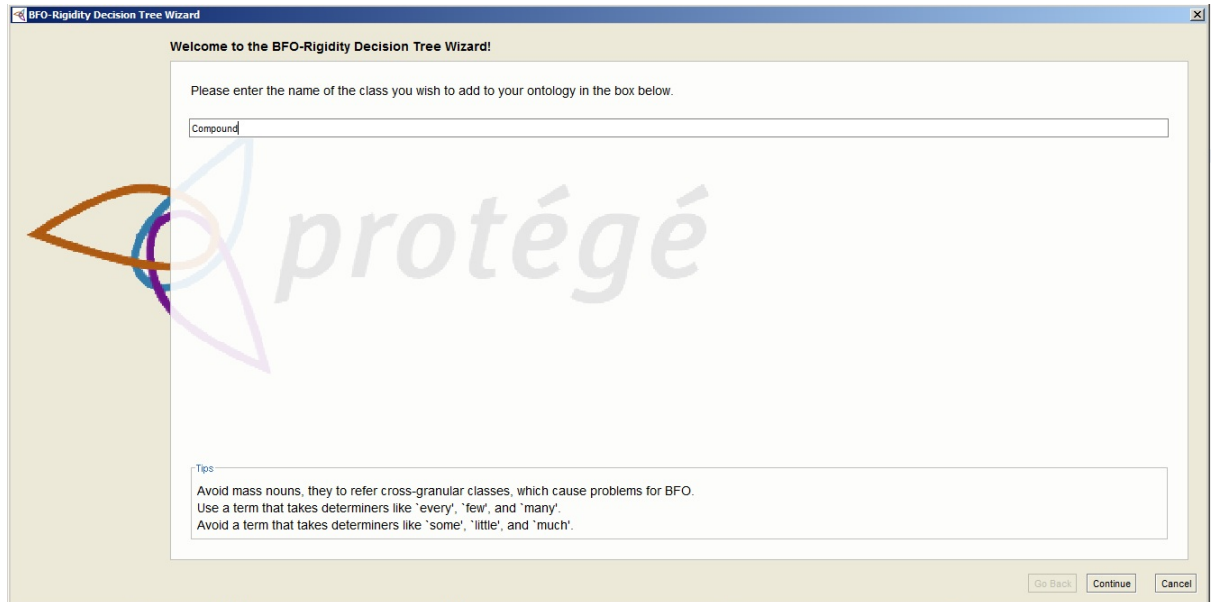 BFO-Rigidity Decision Tree Wizard
Welcome to the BFO-Rigidity Decision Tree Wizard!
Please enter the name of the class you wish to add to your ontology in the box below.
Compound
protégé
Tips
Avoid mass nouns, they to refer cross-granular classes, which cause problems for BFO.
Use a term that takes determiners like `every', `few', and `many'.
Avoid a term that takes determiners like `some', `little', and `much'.
Go Back Continue Cancel